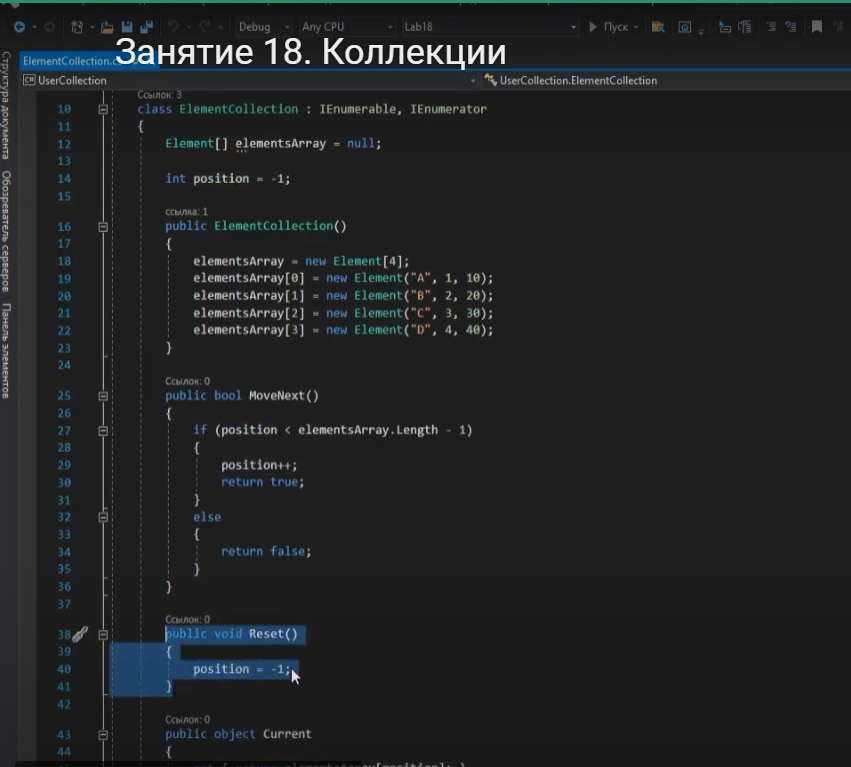 Debug Any CPU Lab18 Пуск
Занятие 18. Коллекции
ElementCollection.c
UserCollection UserCollection.ElementCollection
Структура документа
Обозреватель серверов
Панель элементов
Ссылок: 3
10 class ElementCollection : IEnumerable, IEnumerator
11 {
12 Element[] elementsArray = null;
13
14 int position = -1;
15
ссылка: 1
16 public ElementCollection()
17 {
18 elementsArray = new Element[4];
19 elementsArray[0] = new Element("A", 1, 10);
20 elementsArray[1] = new Element("B", 2, 20);
21 elementsArray[2] = new Element("C", 3, 30);
22 elementsArray[3] = new Element("D", 4, 40);
23 }
24
Ссылок: 0
25 public bool MoveNext()
26 {
27 if (position < elementsArray.Length - 1)
28 {
29 position++;
30 return true;
31 }
32 else
33 {
34 return false;
35 }
36 }
37
Ссылок: 0
38 public void Reset()
39 {
40 position = -1;
41 }
42
Ссылок: 0
43 public object Current
44 {